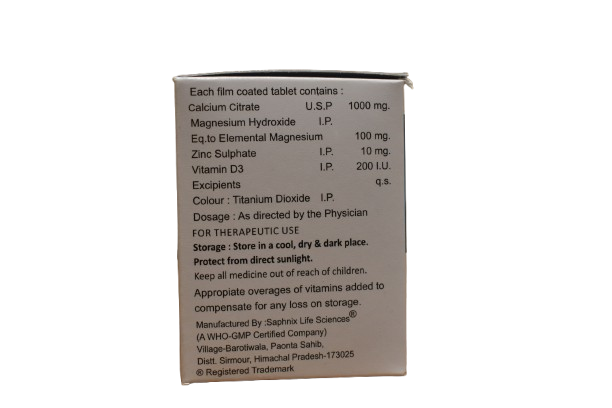 Each film coated tablet contains :
Calcium Citrate U.S.P 1000 mg.
Magnesium Hydroxide I.P.
Eq.to Elemental Magnesium 100 mg.
Zinc Sulphate I.P. 10 mg.
Vitamin D3 I.P. 200 I.U.
Excipients q.s.
Colour : Titanium Dioxide I.P.
Dosage : As directed by the Physician
FOR THERAPEUTIC USE
Storage : Store in a cool, dry & dark place.
Protect from direct sunlight.
Keep all medicine out of reach of children.
Appropiate overages of vitamins added to
compensate for any loss on storage.
Manufactured By :Saphnix Life Sciences®
(A WHO-GMP Certified Company)
Village-Barotiwala, Paonta Sahib,
Distt. Sirmour, Himachal Pradesh-173025
® Registered Trademark